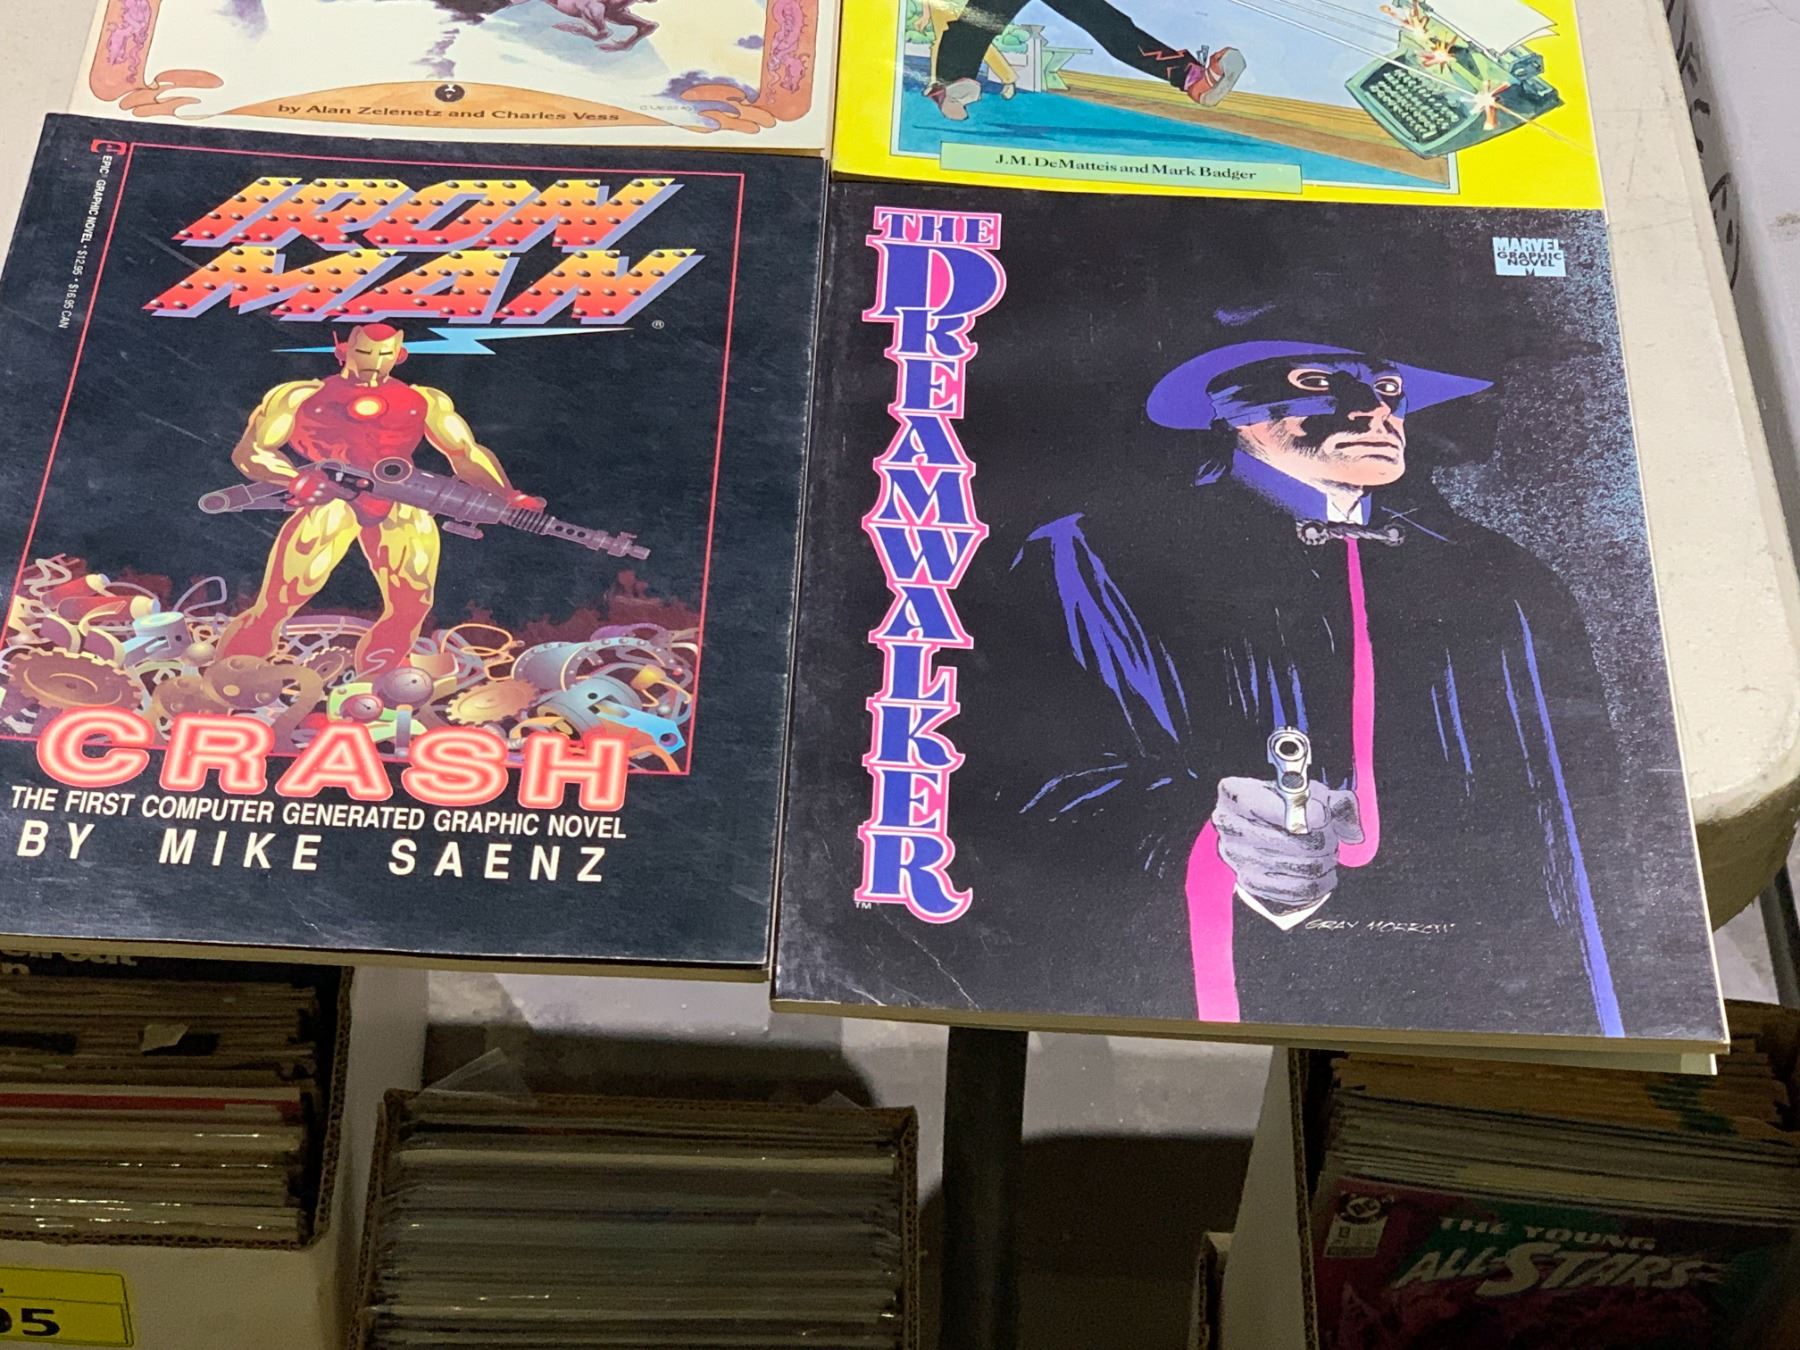 by Alan Zelenetz and Charles Vess
J.M. DeMatteis and Mark Badger
EPIC GRAPHIC NOVEL • $12.95 • $16.95 CAN
IRON
MAN
®
CRASH
THE FIRST COMPUTER GENERATED GRAPHIC NOVEL
BY MIKE SAENZ
THE
DREAMWALKER
TM
MARVEL
GRAPHIC
NOVEL
GRAY MORROW
THE YOUNG
ALL-STARS